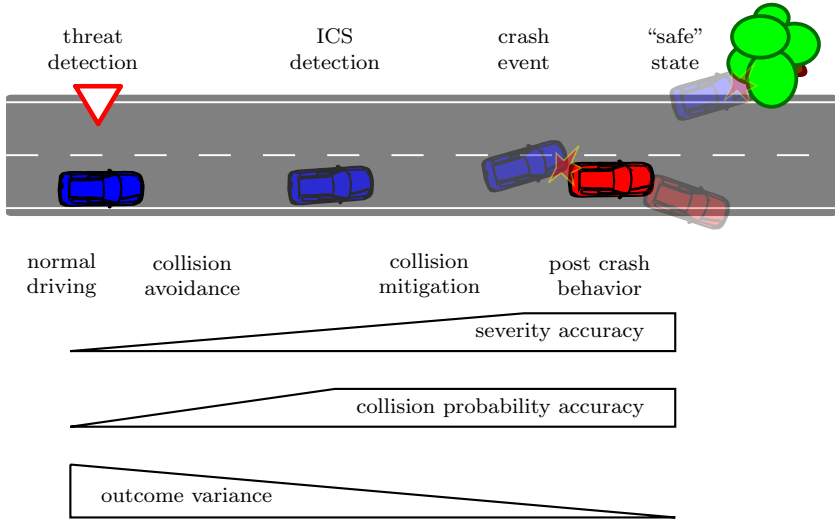 threat
detection
ICS
detection
crash
event
“safe”
state
normal
driving
collision
avoidance
collision
mitigation
post crash
behavior
severity accuracy
collision probability accuracy
outcome variance